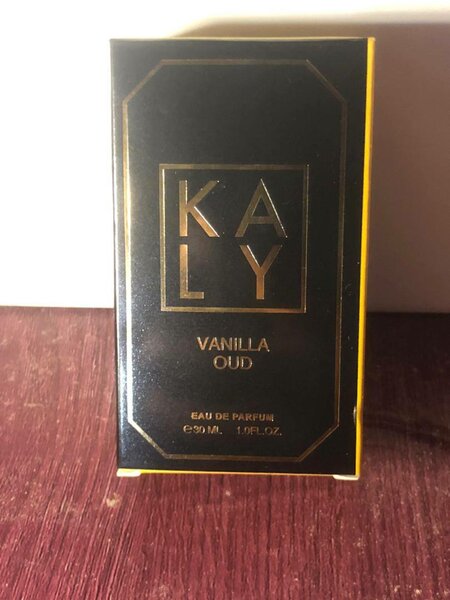 KA
LY
VANILLA
OUD
EAU DE PARFUM
℮30 ML 1.0FL.OZ.